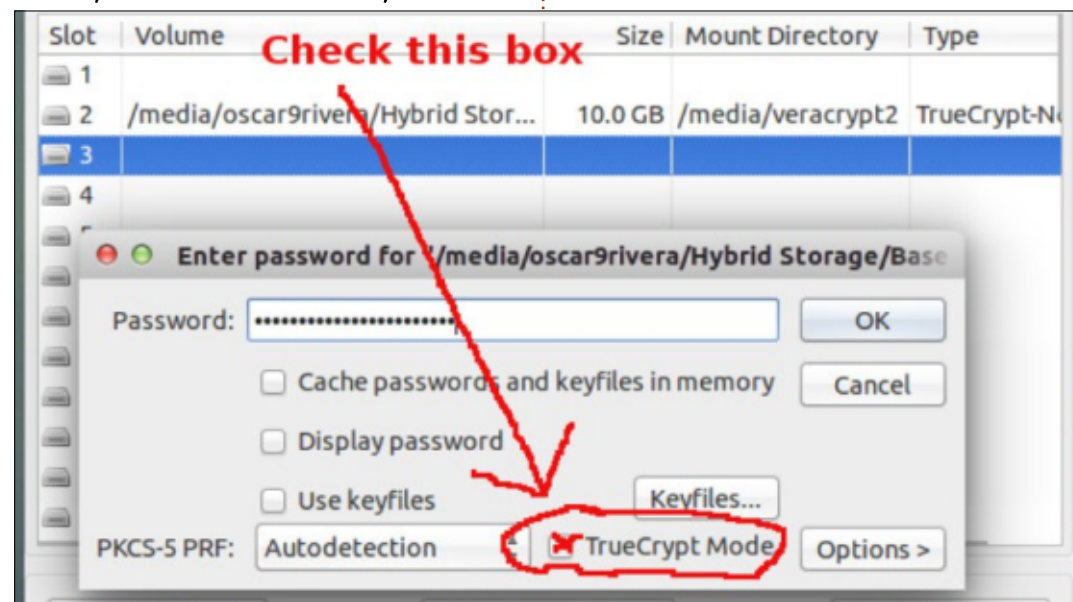 Slot Volume Size Mount Directory Type
Check this box
1
2 /media/oscar9rivera/Hybrid Stor... 10.0 GB /media/veracrypt2 TrueCrypt-No
3
4
Enter password for "/media/oscar9rivera/Hybrid Storage/Base
Password: OK
Cache passwords and keyfiles in memory Cancel
Display password
Use keyfiles Keyfiles...
PKCS-5 PRF: Autodetection TrueCrypt Mode Options >